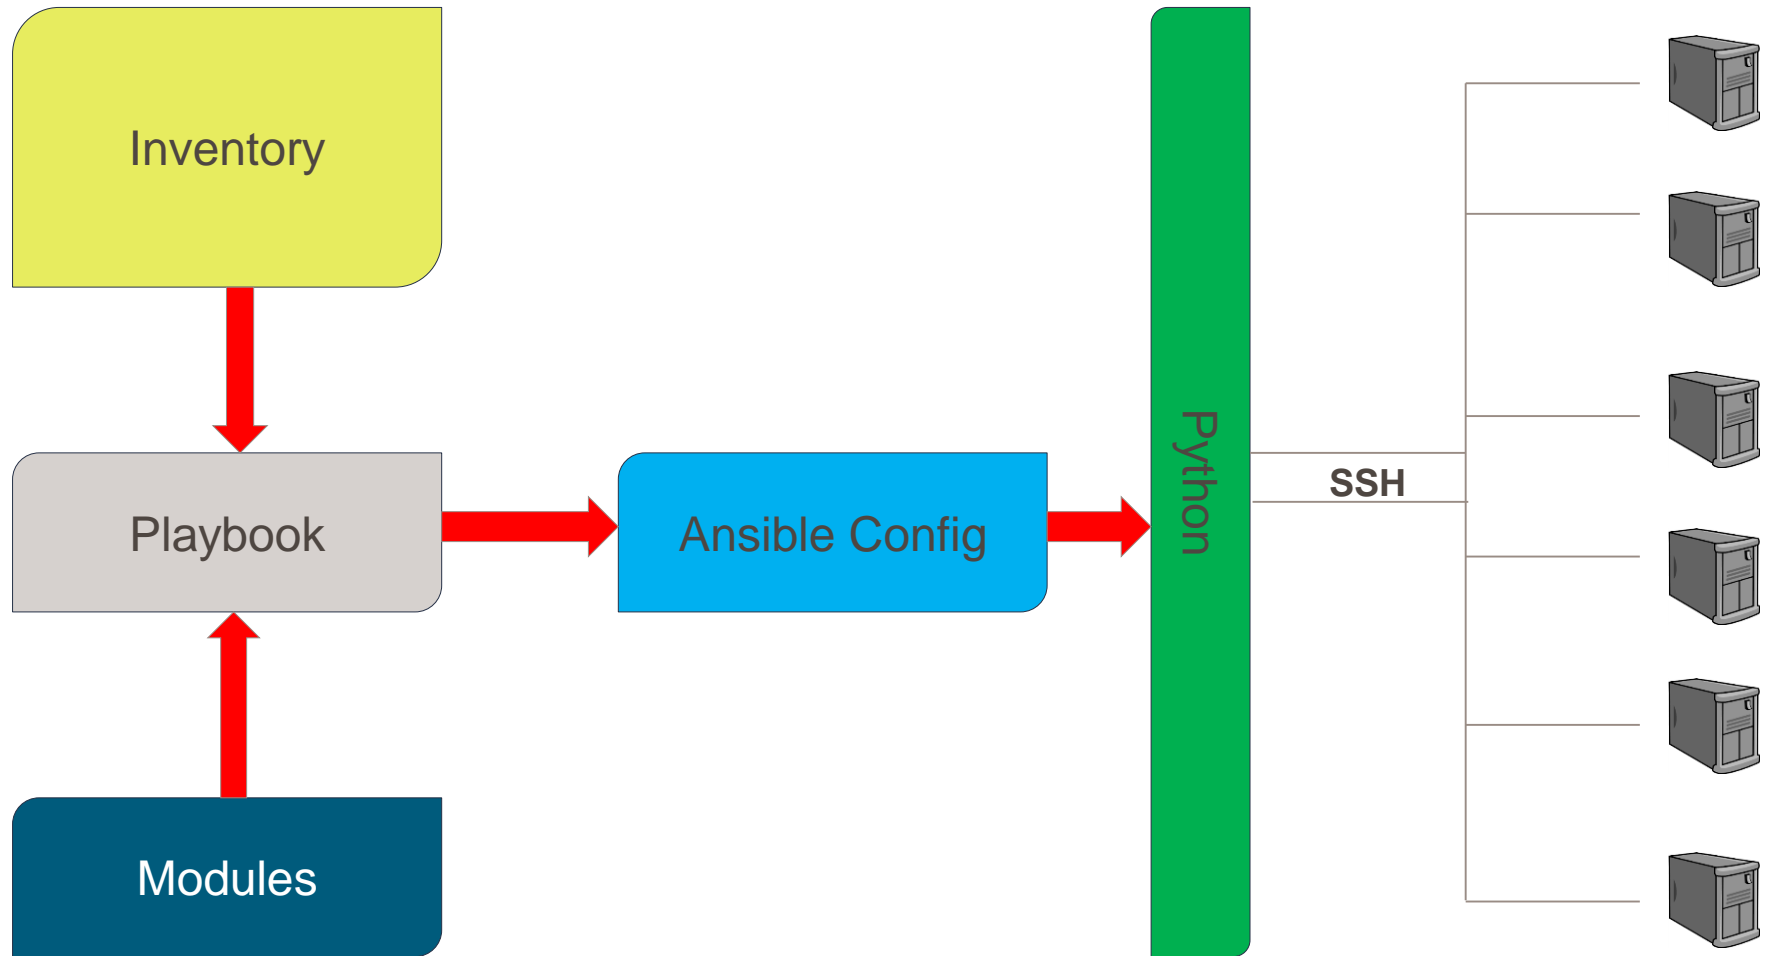 Inventory
Playbook
Ansible Config
Python
SSH
Modules